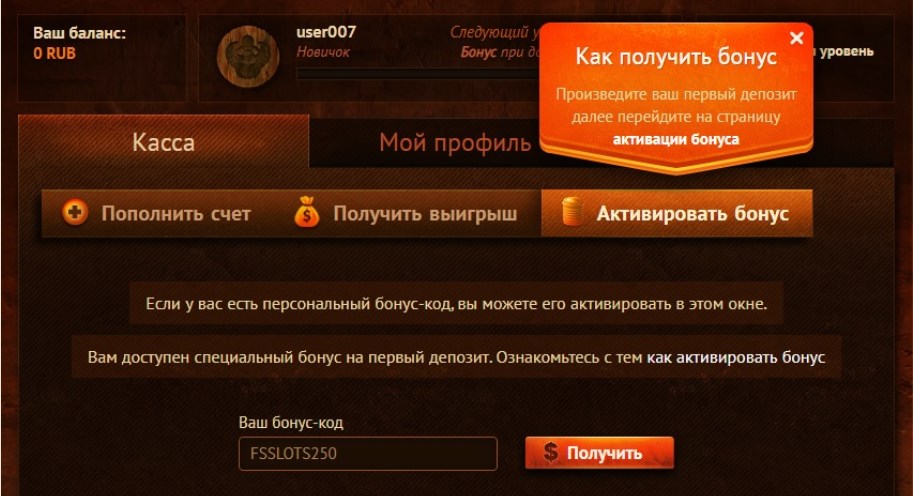 Ваш баланс:
0 RUB
user007
Новичок
Следующий
Бонус при
уровень
Как получить бонус
Произведите ваш первый депозит
далее перейдите на страницу
активации бонуса
Касса
Мой профиль
Пополнить счет
Получить выигрыш
Активировать бонус
Если у вас есть персональный бонус-код, вы можете его активировать в этом окне.
Вам доступен специальный бонус на первый депозит. Ознакомьтесь с тем как активировать бонус
Ваш бонус-код
FSSLOTS250
$ Получить